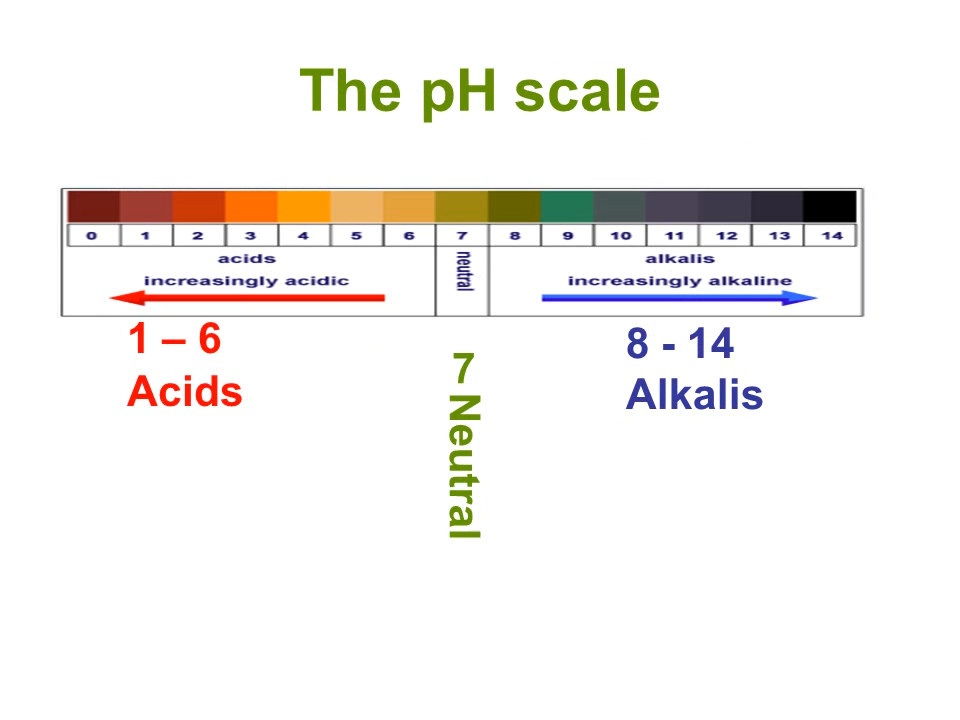 The pH scale
0 1 2 3 4 5 6 7 8 9 10 11 12 13 14
acids
increasingly acidic
neutral
alkalis
increasingly alkaline
1 – 6
Acids
7 Neutral
8 - 14
Alkalis